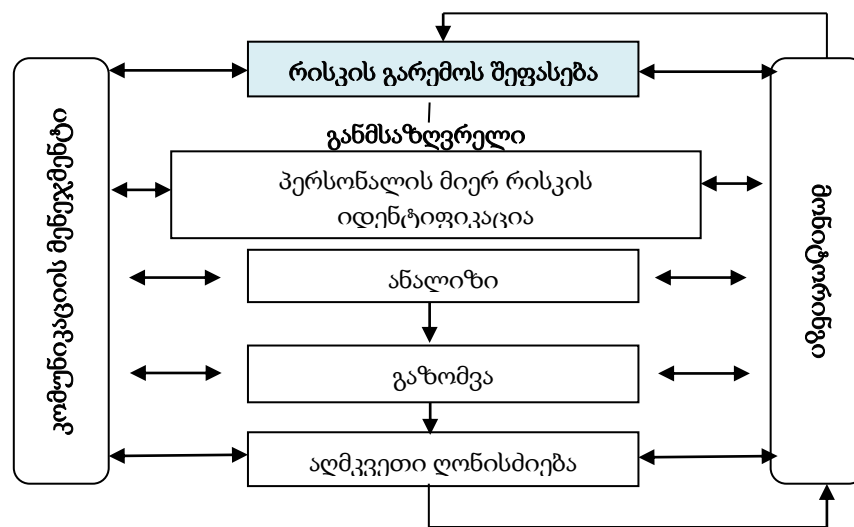 რისკის გარემოს შეფასება
განმსაზღვრელი
პერსონალის მიერ რისკის
იდენტიფიკაცია
ანალიზი
გაზომვა
აღმკვეთი ღონისძიება
კომუნიკაციის მენეჯმენტი
მონიტორინგი